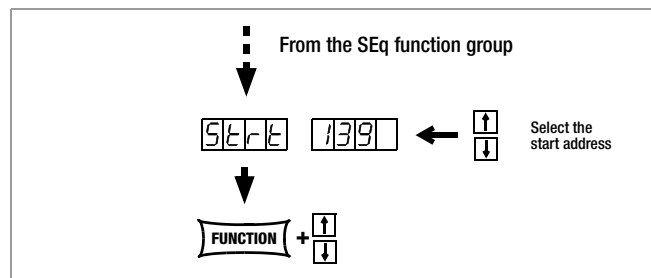 From the SEq function group
Strt 139
Select the
start address
FUNCTION +